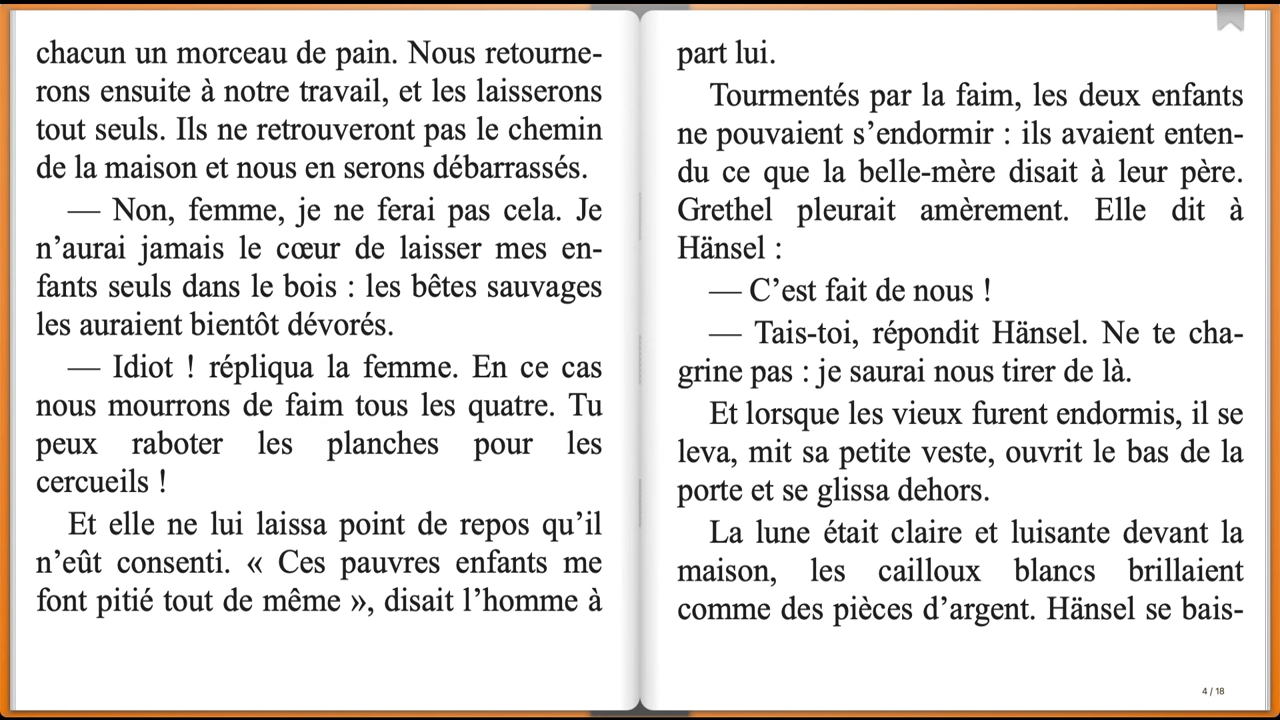 chacun un morceau de pain. Nous retourne-
rons ensuite à notre travail, et les laisserons
tout seuls. Ils ne retrouveront pas le chemin
de la maison et nous en serons débarrassés.
— Non, femme, je ne ferai pas cela. Je
n’aurai jamais le cœur de laisser mes en-
fants seuls dans le bois : les bêtes sauvages
les auraient bientôt dévorés.
— Idiot ! répliqua la femme. En ce cas
nous mourrons de faim tous les quatre. Tu
peux raboter les planches pour les
cercueils !
Et elle ne lui laissa point de repos qu’il
n’eût consenti. « Ces pauvres enfants me
font pitié tout de même », disait l’homme à
part lui.
Tourmentés par la faim, les deux enfants
ne pouvaient s’endormir : ils avaient enten-
du ce que la belle-mère disait à leur père.
Grethel pleurait amèrement. Elle dit à
Hänsel :
— C’est fait de nous !
— Tais-toi, répondit Hänsel. Ne te cha-
grine pas : je saurai nous tirer de là.
Et lorsque les vieux furent endormis, il se
leva, mit sa petite veste, ouvrit le bas de la
porte et se glissa dehors.
La lune était claire et luisante devant la
maison, les cailloux blancs brillaient
comme des pièces d’argent. Hänsel se bais-
4 / 18